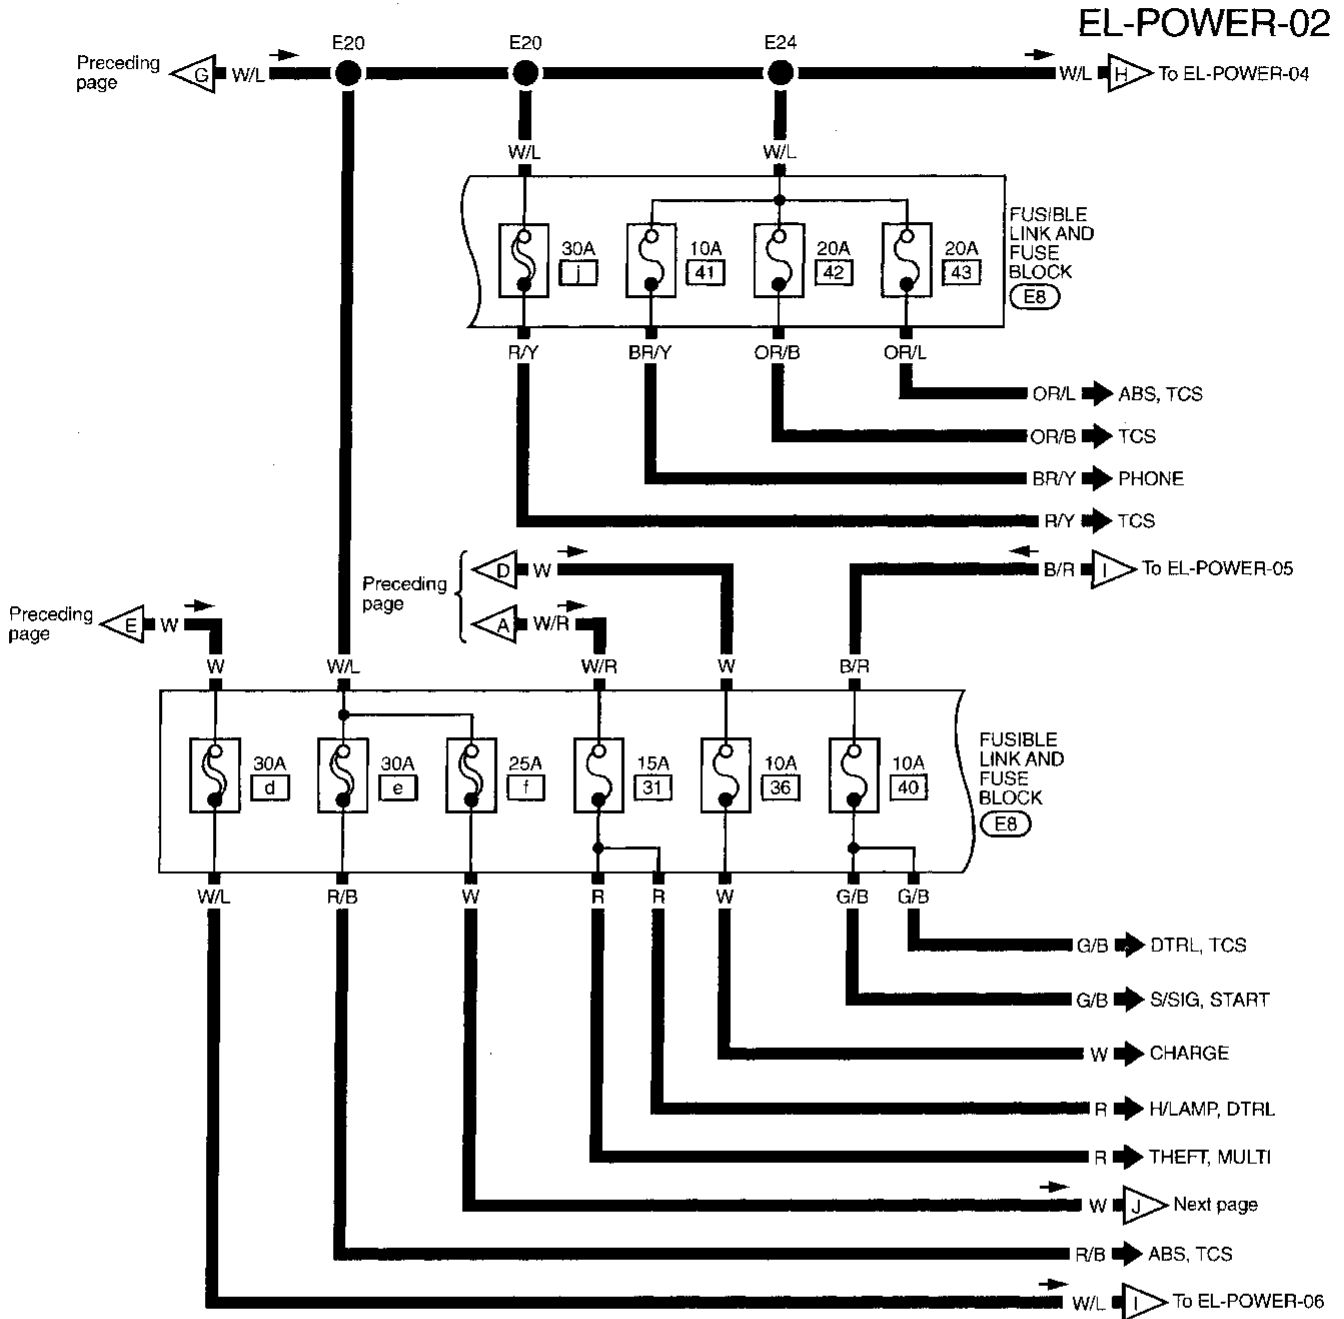 EL-POWER-02
E20
E20
E24
Preceding
page
G
W/L
W/L
H
To EL-POWER-04
W/L
W/L
30A
j
10A
41
20A
42
20A
43
FUSIBLE
LINK AND
FUSE
BLOCK
E8
R/Y
BR/Y
OR/B
OR/L
OR/L
ABS, TCS
OR/B
TCS
BR/Y
PHONE
R/Y
TCS
Preceding
page
D
W
A
W/R
B/R
I
To EL-POWER-05
Preceding
page
E
W
W
W/L
W/R
W
B/R
30A
d
30A
e
25A
f
15A
31
10A
36
10A
40
FUSIBLE
LINK AND
FUSE
BLOCK
E8
W/L
R/B
W
R
R
W
G/B
G/B
G/B
DTRL, TCS
G/B
S/SIG, START
W
CHARGE
R
H/LAMP, DTRL
R
THEFT, MULTI
W
J
Next page
R/B
ABS, TCS
W/L
I
To EL-POWER-06